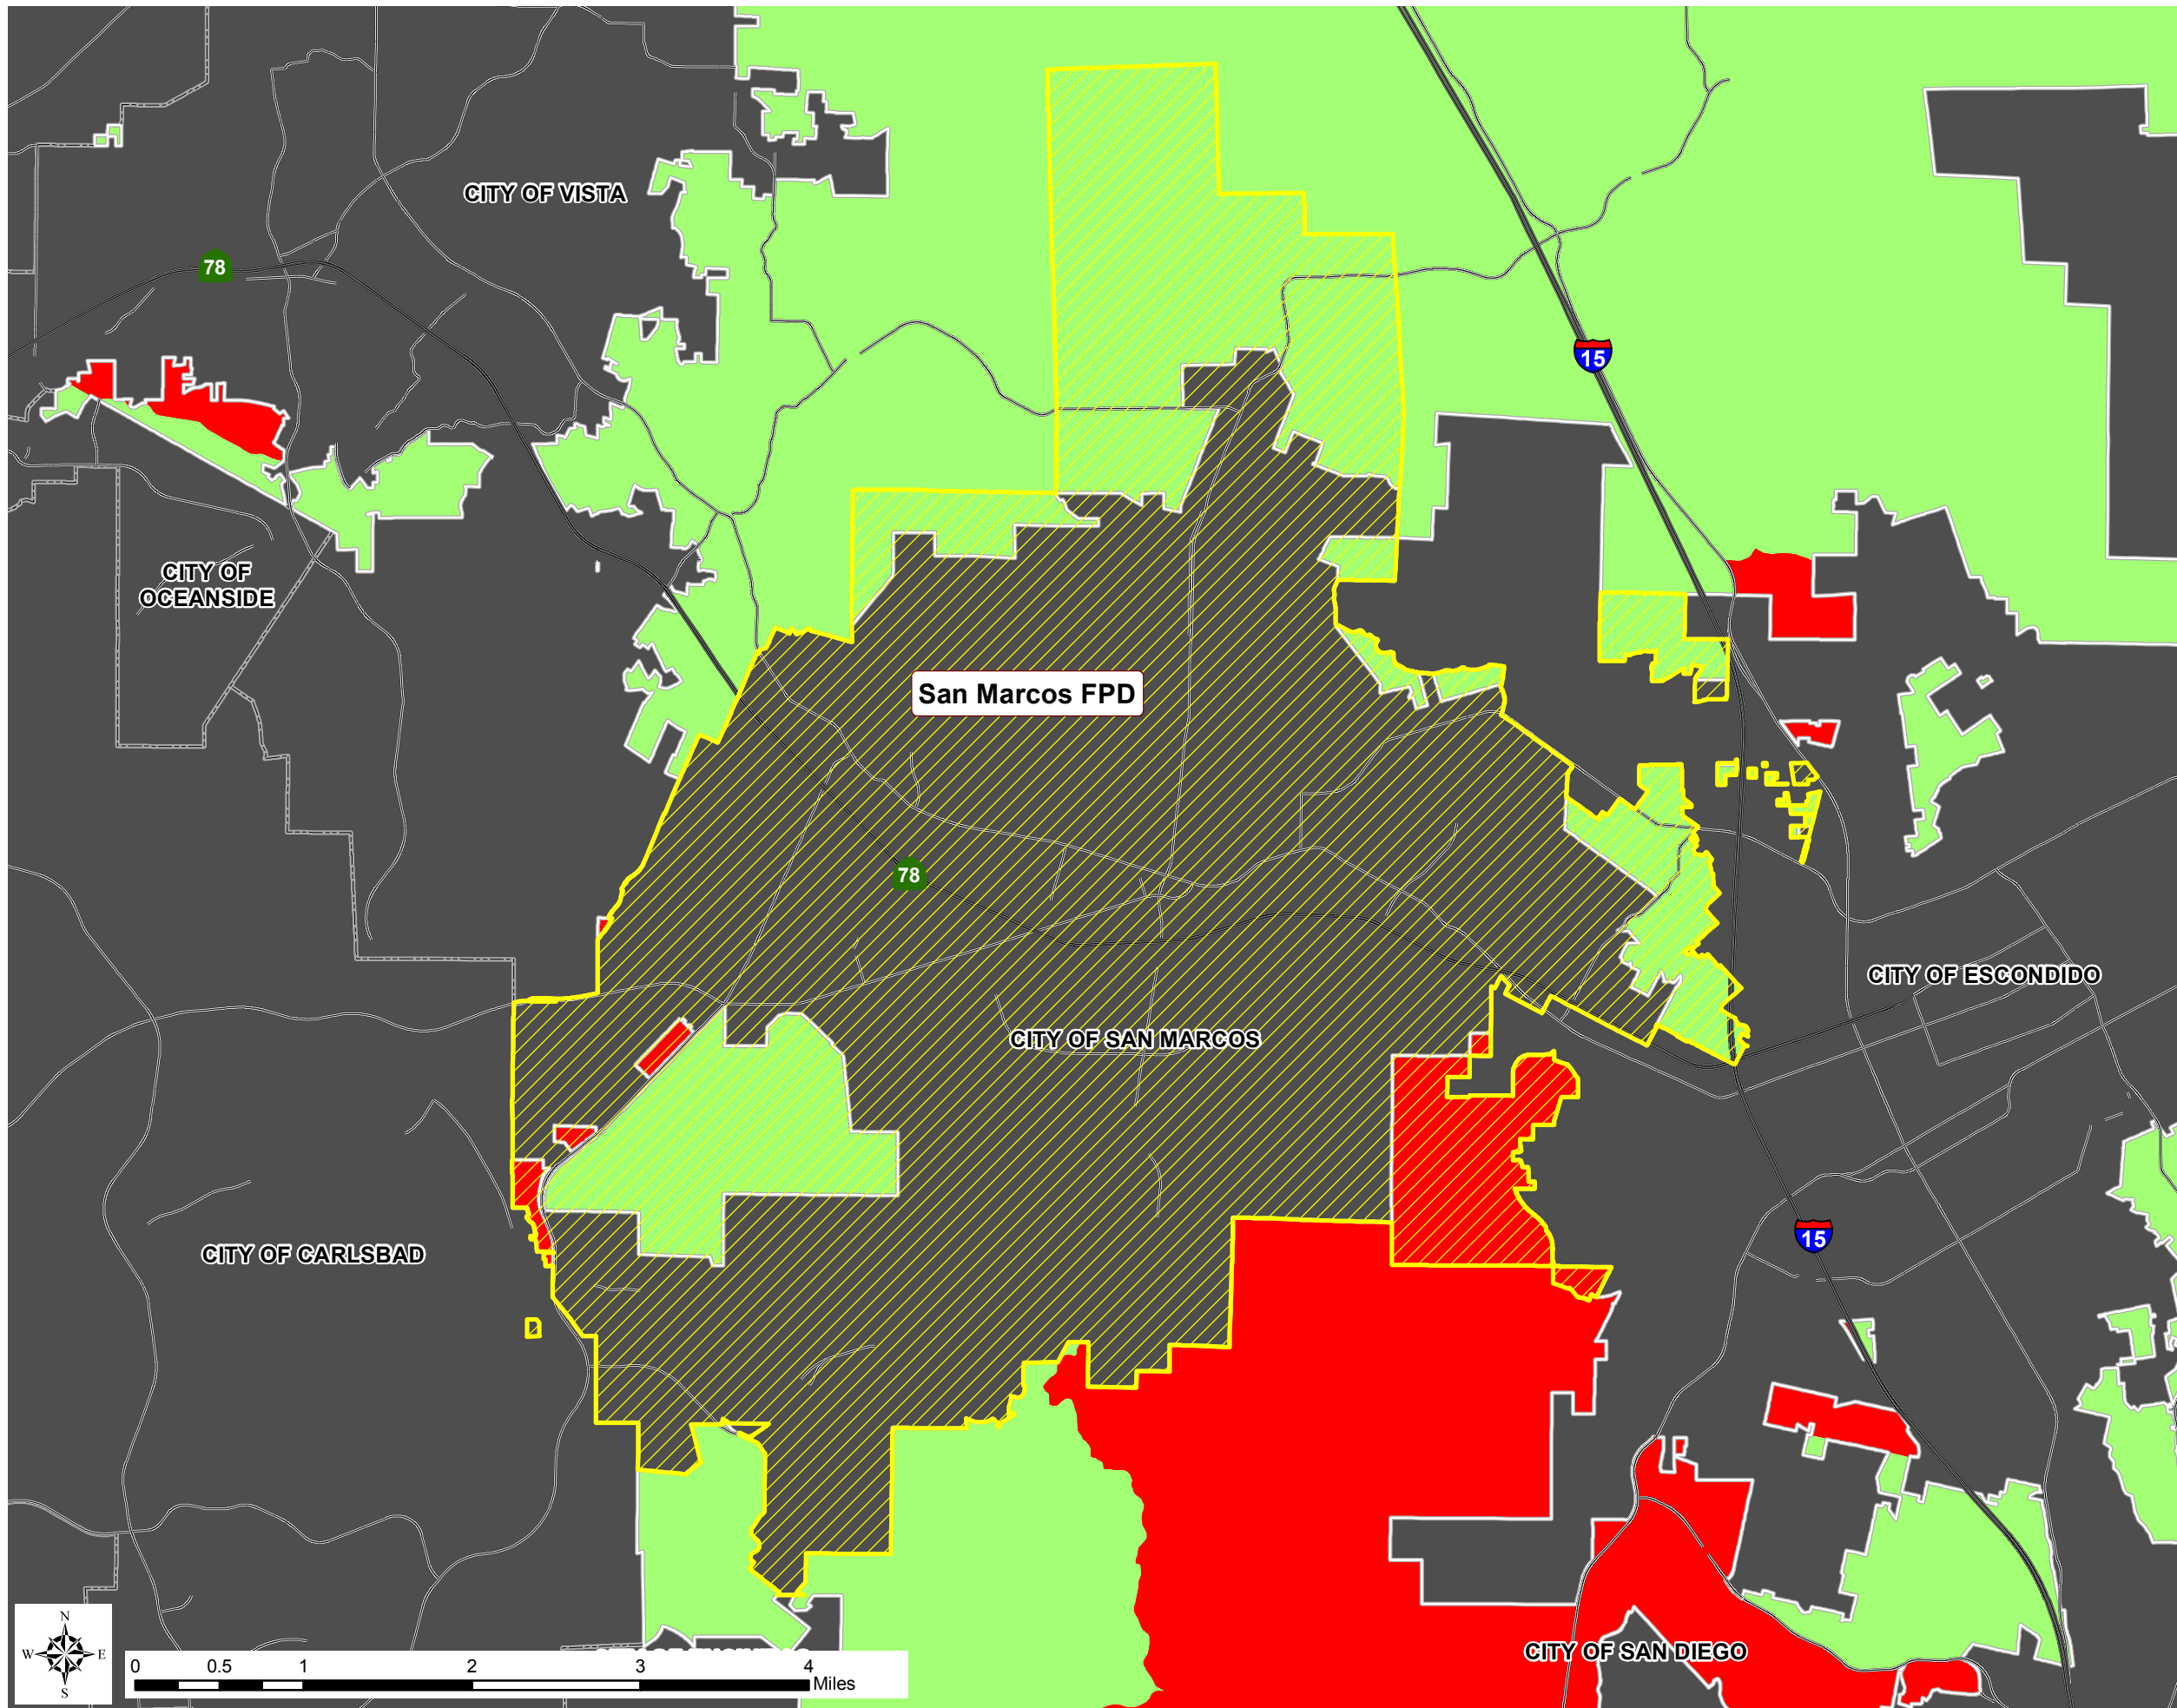 CITY OF VISTA
78
15
CITY OF
OCEANSIDE
San Marcos FPD
78
CITY OF ESCONDIDO
CITY OF SAN MARCOS
15
CITY OF CARLSBAD
N
W E
S
0 0.5 1 2 3 4
Miles
CITY OF SAN DIEGO